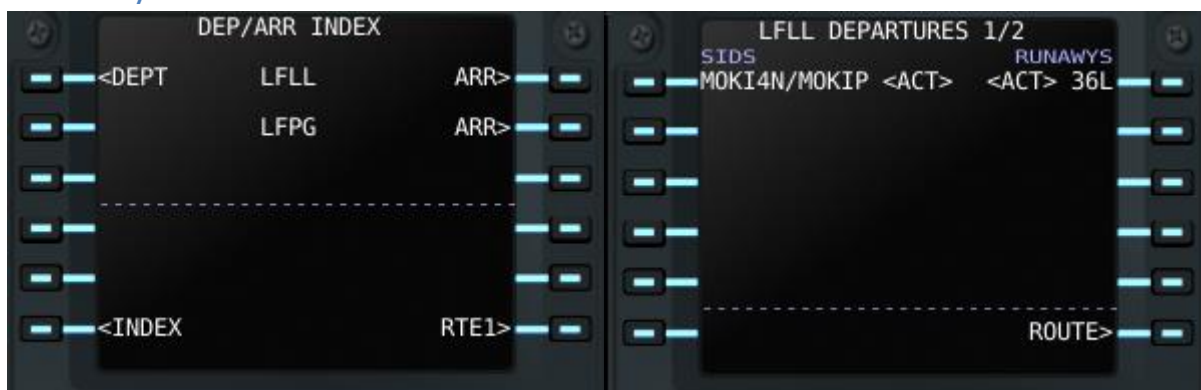 DEP/ARR INDEX
<DEPT LFLL ARR>
LFPG ARR>
<INDEX RTE1>
LFLL DEPARTURES 1/2
SIDS RUNAWYS
MOKI4N/MOKIP <ACT> <ACT> 36L
ROUTE>